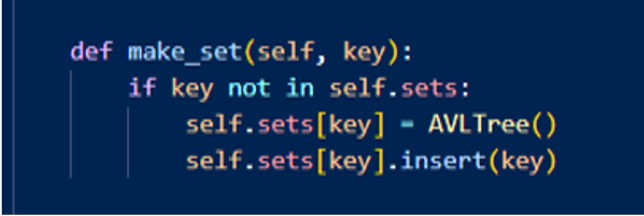 def make_set(self, key):
    if key not in self.sets:
        self.sets[key] = AVLTree()
        self.sets[key].insert(key)